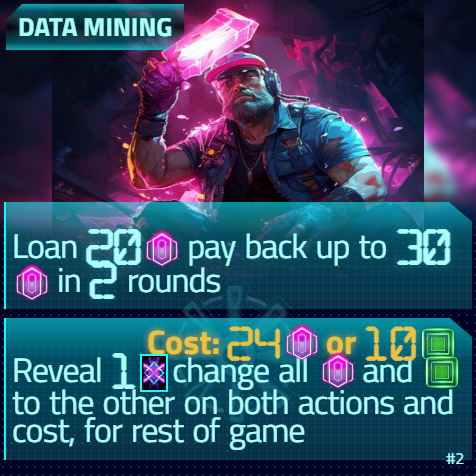 DATA MINING
Loan 20 pay back up to 30
in 2 rounds
Cost: 24 or 10
Reveal 1 change all and
to the other on both actions and
cost, for rest of game
#2